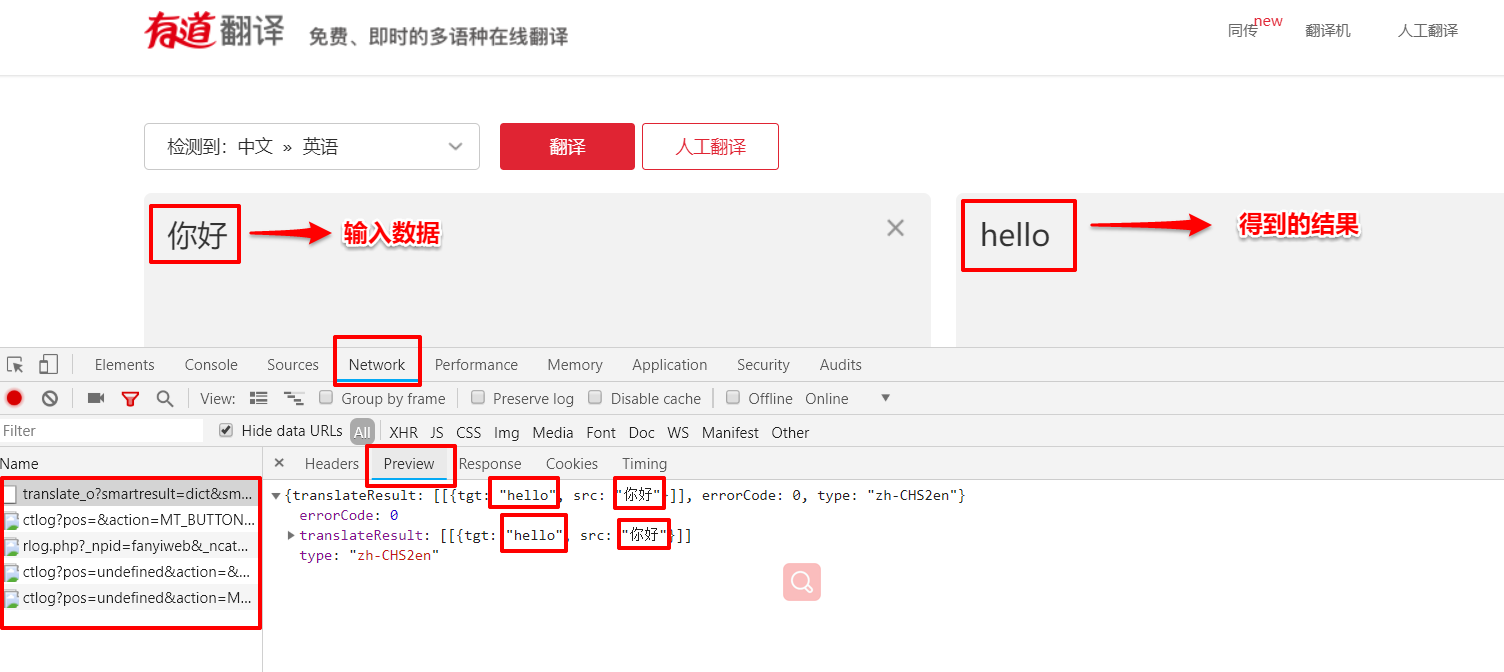 有道翻译 免费、即时的多语种在线翻译
同传 new 翻译机 人工翻译
检测到：中文 » 英语 翻译 人工翻译
你好 输入数据 hello 得到的结果
Elements Console Sources Network Performance Memory Application Security Audits
View: Group by frame Preserve log Disable cache Offline Online
Filter Hide data URLs All XHR JS CSS Img Media Font Doc WS Manifest Other
Name Headers Preview Response Cookies Timing
translate_o?smartresult=dict&sm... {translateResult: [[{tgt: "hello", src: "你好"}]], errorCode: 0, type: "zh-CHS2en"}
ctlog?pos=&action=MT_BUTTON... errorCode: 0
rlog.php?_npid=fanyiweb&_ncat... translateResult: [[{tgt: "hello", src: "你好"}]]
type: "zh-CHS2en"
ctlog?pos=undefined&action=&...
ctlog?pos=undefined&action=M...